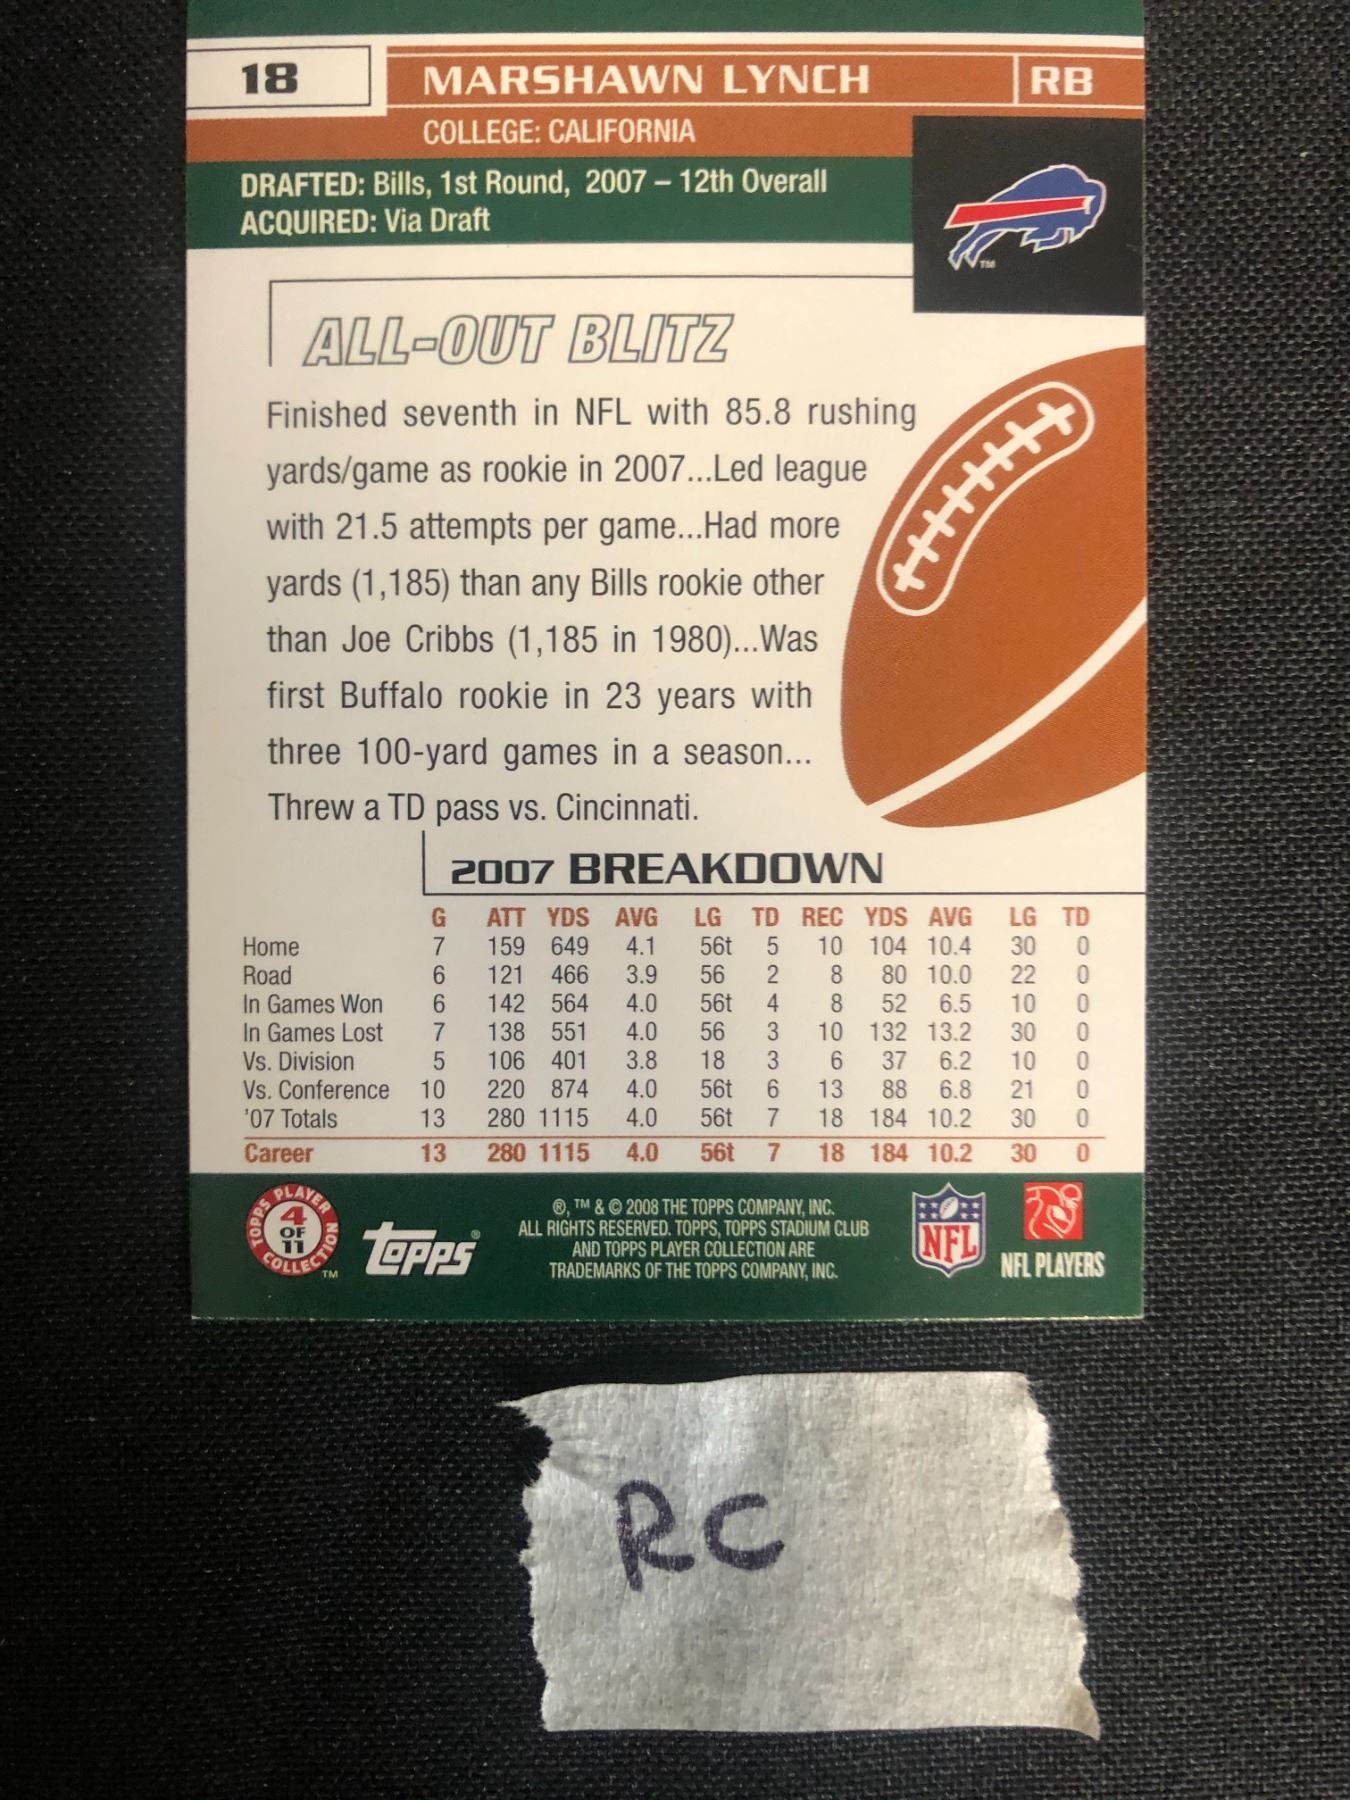 18 MARSHAWN LYNCH RB
COLLEGE: CALIFORNIA
DRAFTED: Bills, 1st Round, 2007 – 12th Overall
ACQUIRED: Via Draft
TM
ALL-OUT BLITZ
Finished seventh in NFL with 85.8 rushing
yards/game as rookie in 2007...Led league
with 21.5 attempts per game...Had more
yards (1,185) than any Bills rookie other
than Joe Cribbs (1,185 in 1980)...Was
first Buffalo rookie in 23 years with
three 100-yard games in a season...
Threw a TD pass vs. Cincinnati.
2007 BREAKDOWN
G ATT YDS AVG LG TD REC YDS AVG LG TD
Home 7 159 649 4.1 56t 5 10 104 10.4 30 0
Road 6 121 466 3.9 56 2 8 80 10.0 22 0
In Games Won 6 142 564 4.0 56t 4 8 52 6.5 10 0
In Games Lost 7 138 551 4.0 56 3 10 132 13.2 30 0
Vs. Division 5 106 401 3.8 18 3 6 37 6.2 10 0
Vs. Conference 10 220 874 4.0 56t 6 13 88 6.8 21 0
'07 Totals 13 280 1115 4.0 56t 7 18 184 10.2 30 0
Career 13 280 1115 4.0 56t 7 18 184 10.2 30 0
TOPPS PLAYER COLLECTION
4
OF
11
TM
Topps®
®, ™ & © 2008 THE TOPPS COMPANY, INC.
ALL RIGHTS RESERVED. TOPPS, TOPPS STADIUM CLUB
AND TOPPS PLAYER COLLECTION ARE
TRADEMARKS OF THE TOPPS COMPANY, INC.
NFL
NFL PLAYERS
RC